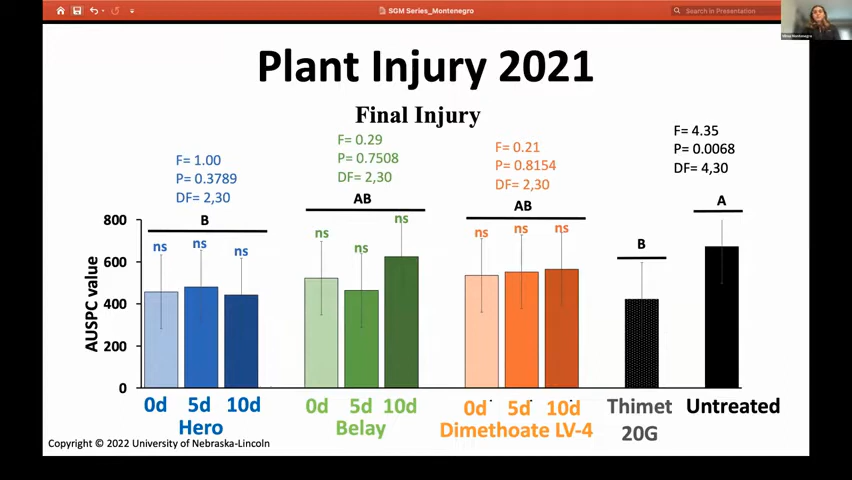 SGM Series_Montenegro
Search in Presentation
Plant Injury 2021
Final Injury
F= 1.00
P= 0.3789
DF= 2,30
F= 0.29
P= 0.7508
DF= 2,30
F= 0.21
P= 0.8154
DF= 2,30
F= 4.35
P= 0.0068
DF= 4,30
B
AB
AB
B
A
ns
ns
ns
ns
ns
ns
ns
ns
ns
AUSPC value
800
600
400
200
0
0d 5d 10d
Hero
0d 5d 10d
Belay
0d 5d 10d
Dimethoate LV-4
Thimet
20G
Untreated
Copyright © 2022 University of Nebraska-Lincoln